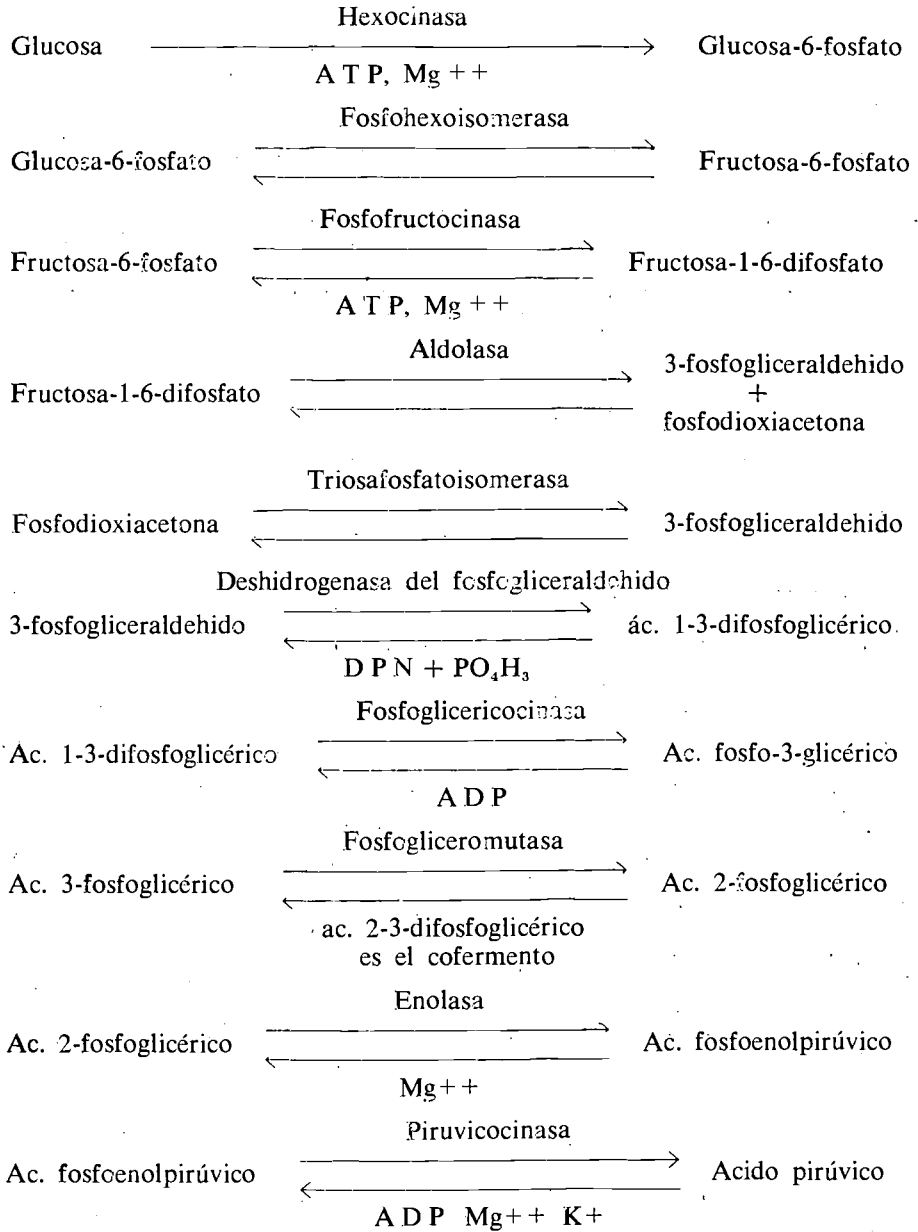 Hexocinasa
Glucosa Glucosa-6-fosfato
A T P, Mg ++
Fosfohexoisomerasa
Glucosa-6-fosfato Fructosa-6-fosfato
Fosfofructocinasa
Fructosa-6-fosfato Fructosa-1-6-difosfato
A T P, Mg ++
Aldolasa
3-fosfogliceraldehido
Fructosa-1-6-difosfato +
fosfodioxiacetona
Triosafosfatoisomerasa
Fosfodioxiacetona 3-fosfogliceraldehido
Deshidrogenasa del fosfogliceraldehido
3-fosfogliceraldehido ác. 1-3-difosfoglicérico.
D P N + PO₄H₃
Fosfoglicericocinasa
Ac. 1-3-difosfoglicérico Ac. fosfo-3-glicérico
A D P
Fosfogliceromutasa
Ac. 3-fosfoglicérico Ac. 2-fosfoglicérico
ac. 2-3-difosfoglicérico
es el cofermento
Enolasa
Ac. 2-fosfoglicérico Ac. fosfoenolpirúvico
Mg++
Piruvicocinasa
Ac. fosfoenolpirúvico Acido pirúvico
A D P Mg++ K+